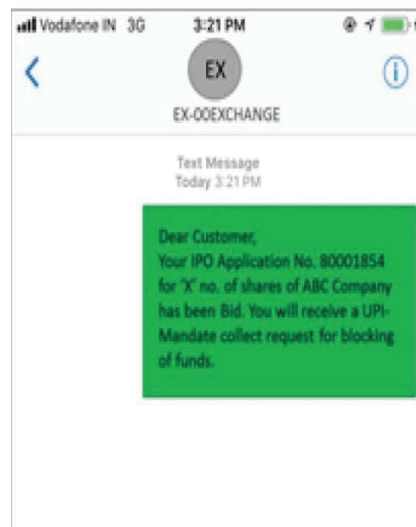 Vodafone IN 3G 3:21 PM
EX
EX-00EXCHANGE
Text Message
Today 3:21 PM
Dear Customer,
Your IPO Application No. 80001854
for 'X' no. of shares of ABC Company
has been Bid. You will receive a UPI-
Mandate collect request for blocking
of funds.